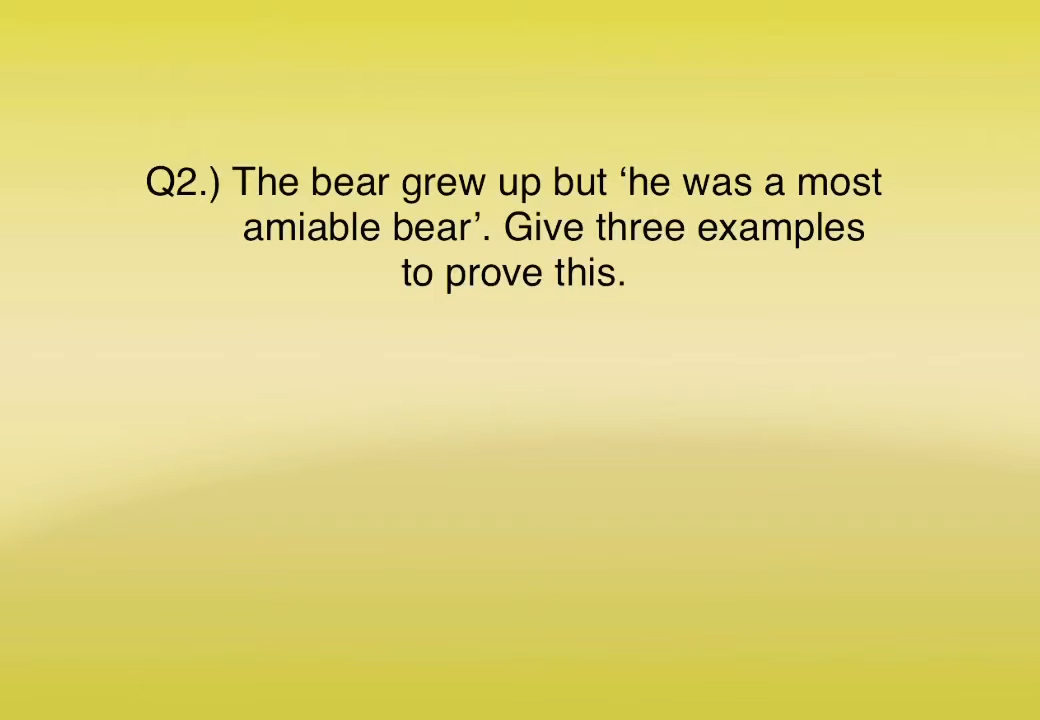 Q2.) The bear grew up but ‘he was a most
amiable bear’. Give three examples
to prove this.